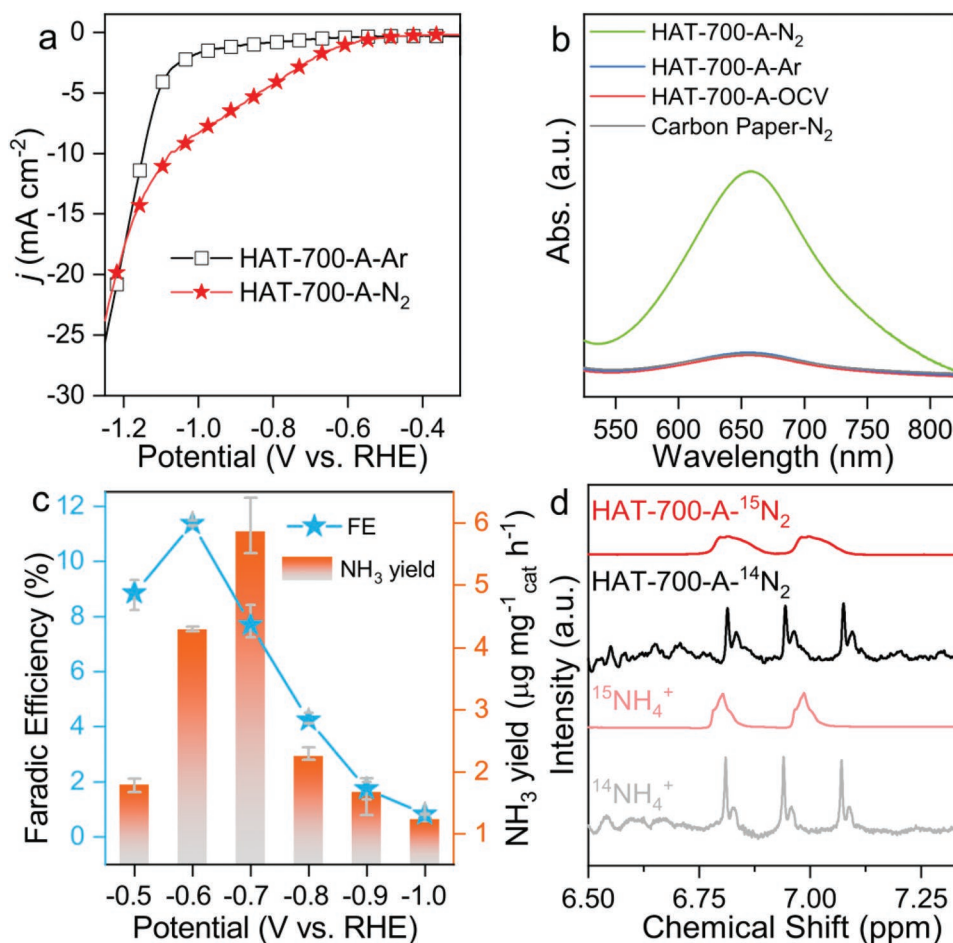 a
0
-5
-10
-15
-20
-25
-30
j (mA cm⁻²)
HAT-700-A-Ar
HAT-700-A-N₂
-1.2 -1.0 -0.8 -0.6 -0.4
Potential (V vs. RHE)
b
HAT-700-A-N₂
HAT-700-A-Ar
HAT-700-A-OCV
Carbon Paper-N₂
Abs. (a.u.)
550 600 650 700 750 800
Wavelength (nm)
c
12
10
8
6
4
2
0
Faradic Efficiency (%)
FE
NH₃ yield
6
5
4
3
2
1
NH₃ yield (μg mg⁻¹cat h⁻¹)
-0.5 -0.6 -0.7 -0.8 -0.9 -1.0
Potential (V vs. RHE)
d
HAT-700-A-¹⁵N₂
HAT-700-A-¹⁴N₂
¹⁵NH₄⁺
¹⁴NH₄⁺
Intensity (a.u.)
6.50 6.75 7.00 7.25
Chemical Shift (ppm)